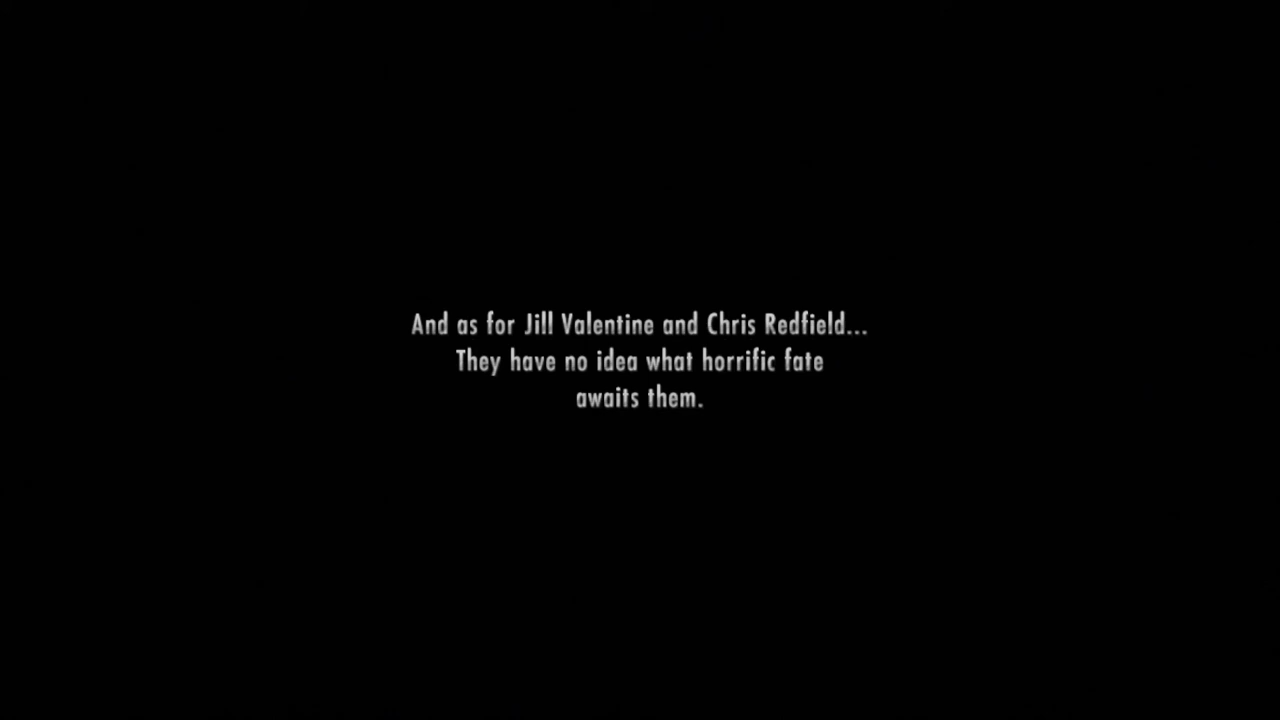 And as for Jill Valentine and Chris Redfield...
They have no idea what horrific fate
awaits them.